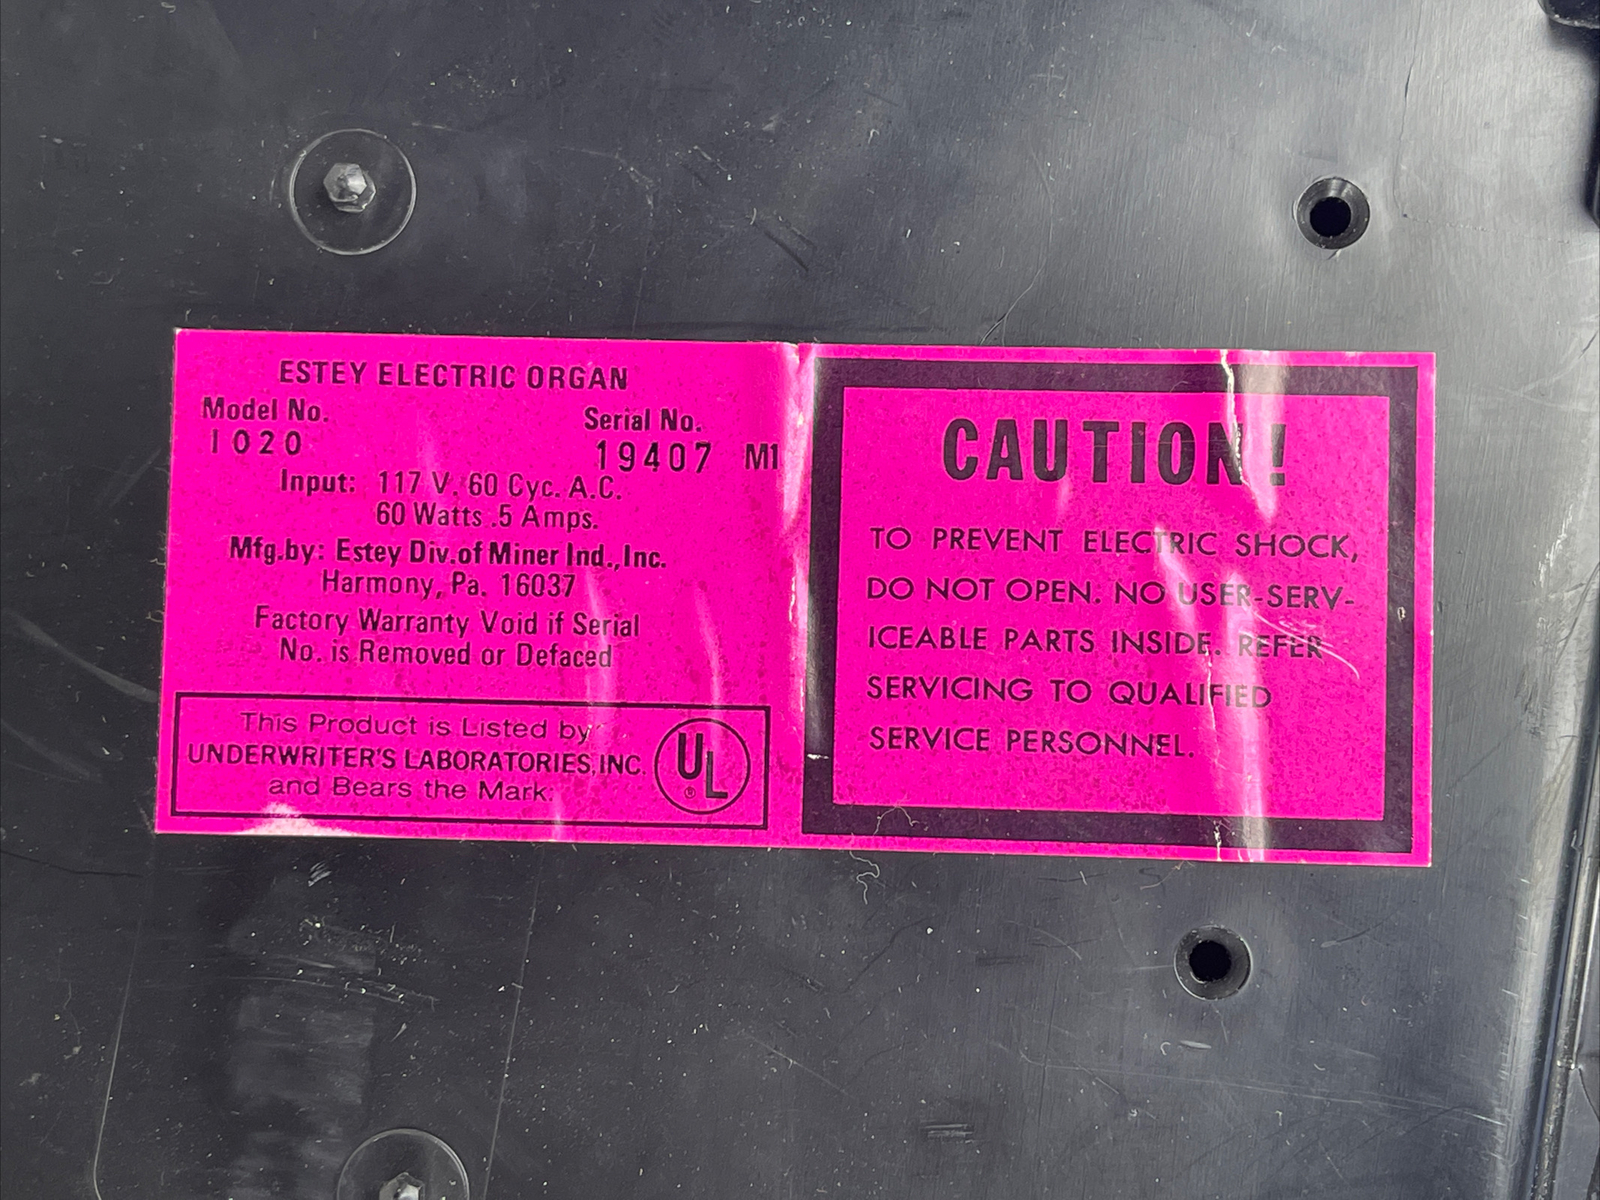 ESTEY ELECTRIC ORGAN
Model No. Serial No.
1020 19407 M1
Input: 117 V. 60 Cyc. A.C.
60 Watts .5 Amps.
Mfg.by: Estey Div.of Miner Ind.,Inc.
Harmony, Pa. 16037
Factory Warranty Void if Serial
No. is Removed or Defaced
This Product is Listed by
UNDERWRITER'S LABORATORIES, INC.
and Bears the Mark.
UL
®
CAUTION!
TO PREVENT ELECTRIC SHOCK,
DO NOT OPEN. NO USER-SERV-
ICEABLE PARTS INSIDE. REFER
SERVICING TO QUALIFIED
SERVICE PERSONNEL.